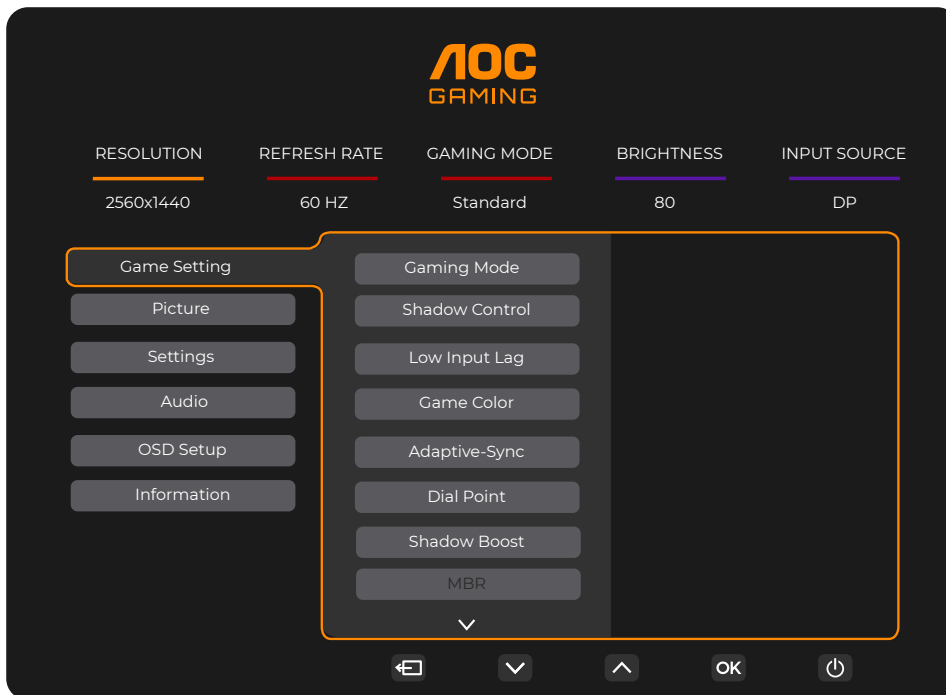 AOC
GAMING
RESOLUTION REFRESH RATE GAMING MODE BRIGHTNESS INPUT SOURCE
2560x1440 60 HZ Standard 80 DP
Game Setting
Picture
Settings
Audio
OSD Setup
Information
Gaming Mode
Shadow Control
Low Input Lag
Game Color
Adaptive-Sync
Dial Point
Shadow Boost
MBR
OK